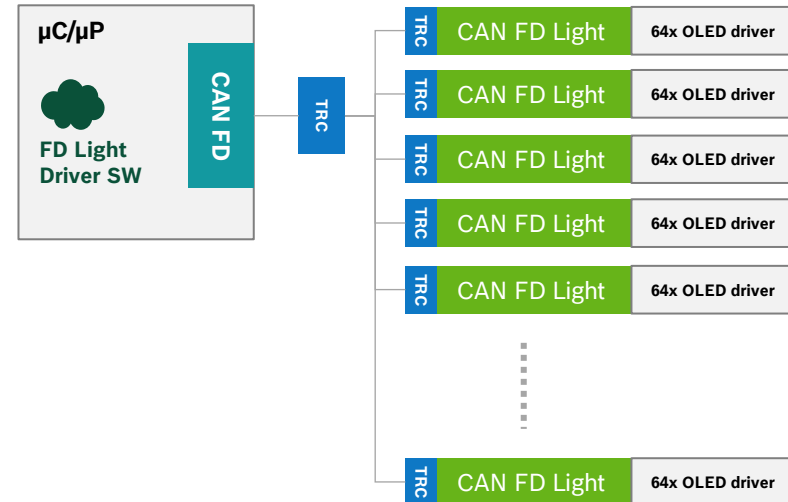 µC/µP
CAN FD
FD Light
Driver SW
TRC
TRC CAN FD Light 64x OLED driver
TRC CAN FD Light 64x OLED driver
TRC CAN FD Light 64x OLED driver
TRC CAN FD Light 64x OLED driver
TRC CAN FD Light 64x OLED driver
TRC CAN FD Light 64x OLED driver